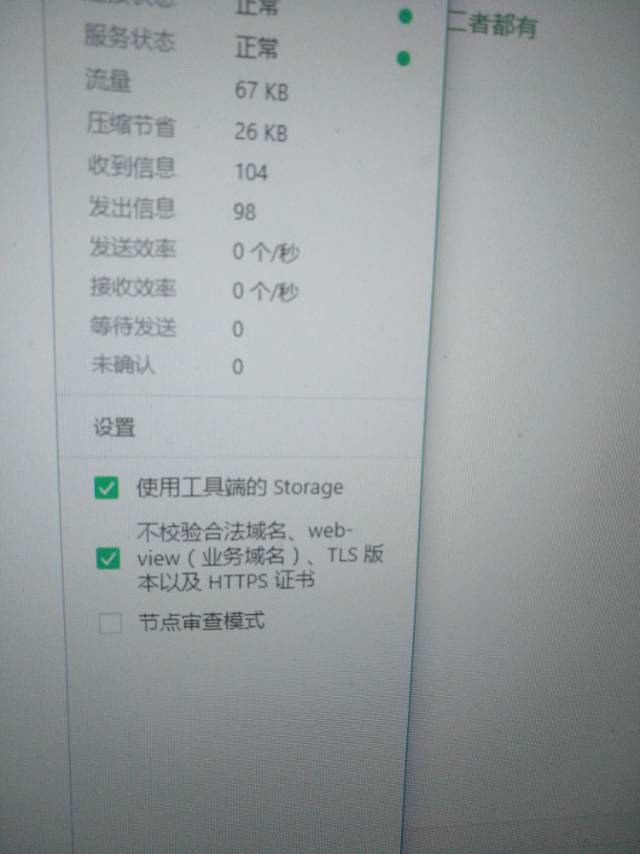 正常
二者都有
服务状态 正常
流量 67 KB
压缩节省 26 KB
收到信息 104
发出信息 98
发送效率 0 个/秒
接收效率 0 个/秒
等待发送 0
未确认 0
设置
使用工具端的 Storage
不校验合法域名、web-
view（业务域名）、TLS 版
本以及 HTTPS 证书
节点审查模式